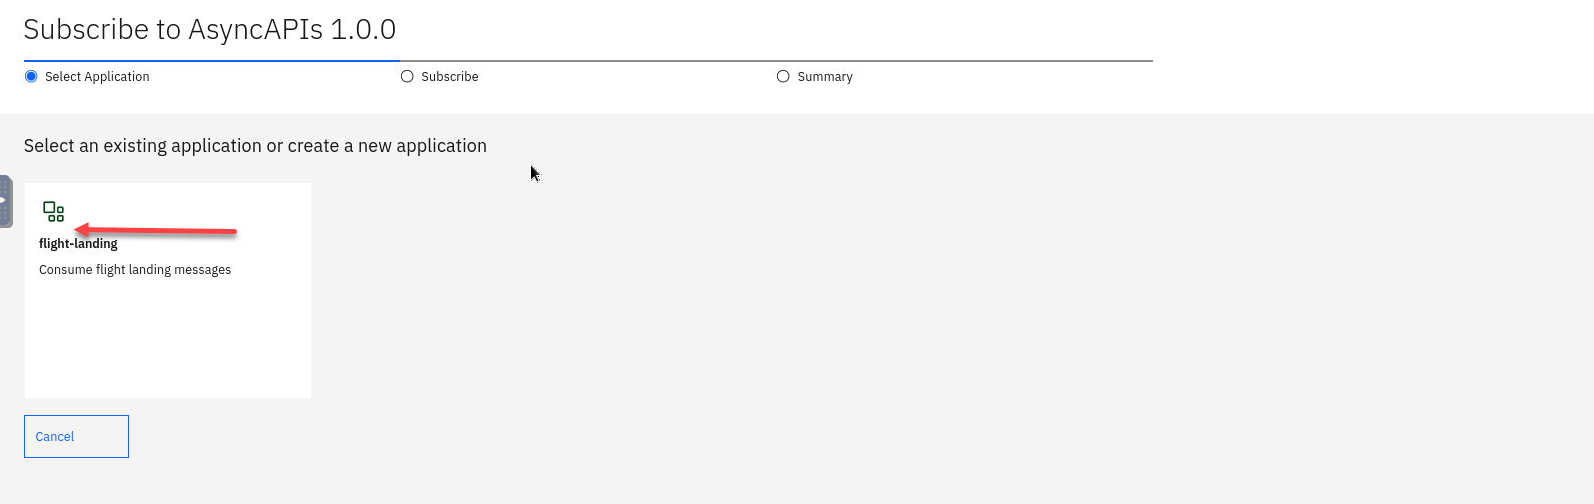 Subscribe to AsyncAPIs 1.0.0
Select Application
Subscribe
Summary
Select an existing application or create a new application
flight-landing
Consume flight landing messages
Cancel